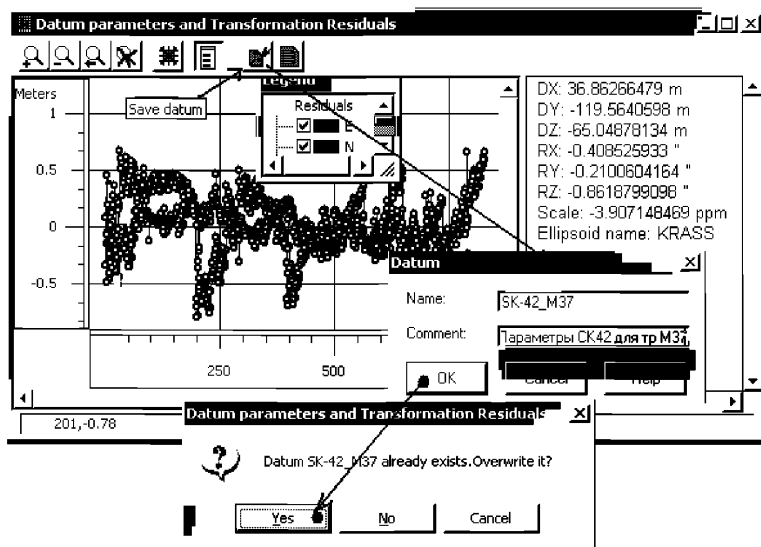 Datum parameters and Transformation Residuals
Meters
1
0.5
0
-0.5
250
500
Save datum
Legend
Residuals
E
N
DX: 36.86266479 m
DY: -119.5640598 m
DZ: -65.04878134 m
RX: -0.408525933 "
RY: -0.2100604164 "
RZ: -0.8618799098 "
Scale: -3.907148469 ppm
Ellipsoid name: KRASS
Datum
Name: SK-42_M37
Comment: Параметры СК42 для тр М37
OK Cancel Help
201,-0.78
Datum parameters and Transformation Residuals
Datum SK-42_M37 already exists.Overwrite it?
Yes No Cancel